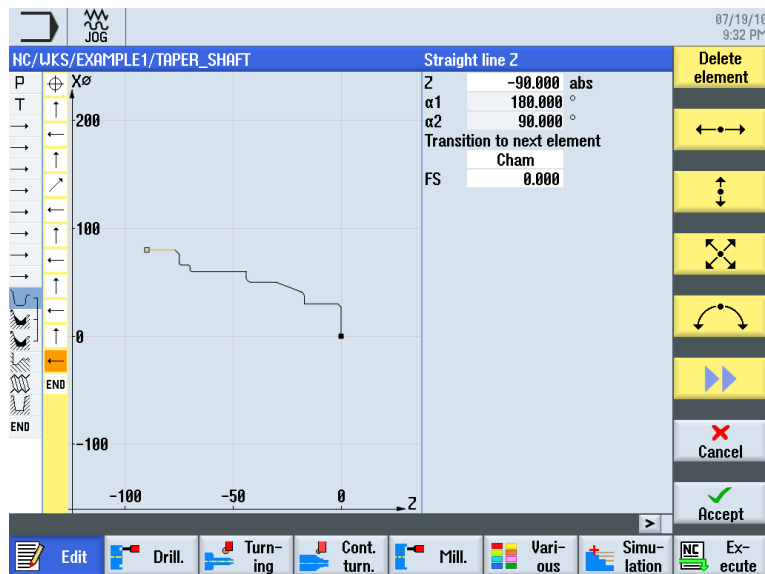 07/19/10
JOG
9:32 PM
NC/WKS/EXAMPLE1/TAPER_SHAFT
Straight line Z
Delete
element
P
T
END
END
XØ
200
100
0
-100
-100
-50
0
Z
Z -90.000 abs
α1 180.000 °
α2 90.000 °
Transition to next element
Cham
FS 0.000
Cancel
Accept
>
Edit
Drill.
Turn-
ing
Cont.
turn.
Mill.
Vari-
ous
Simu-
lation
NC
Ex-
ecute